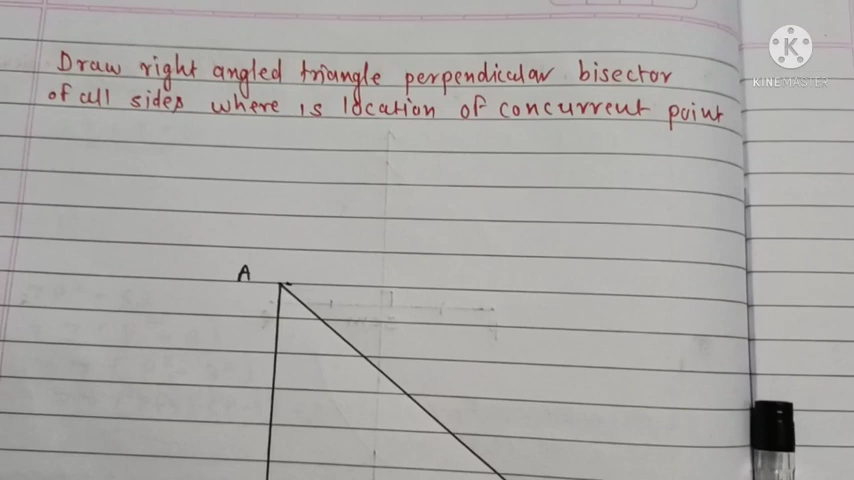 Draw right angled triangle perpendicular bisector
of all sides where is location of concurrent point
A
K
KINEMASTER